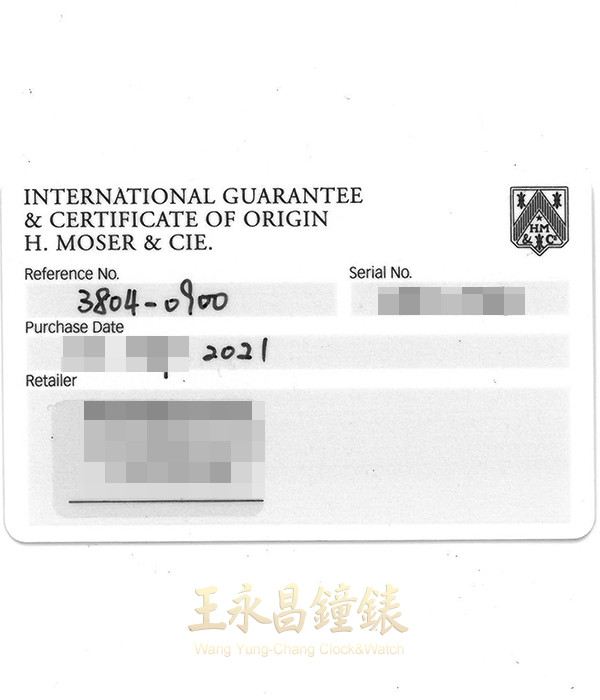 INTERNATIONAL GUARANTEE
& CERTIFICATE OF ORIGIN
H. MOSER & CIE.
HM
& Cie
Reference No.
Serial No.
3804-0900
Purchase Date
2021
Retailer
王永昌鐘錶
Wang Yung-Chang Clock&Watch